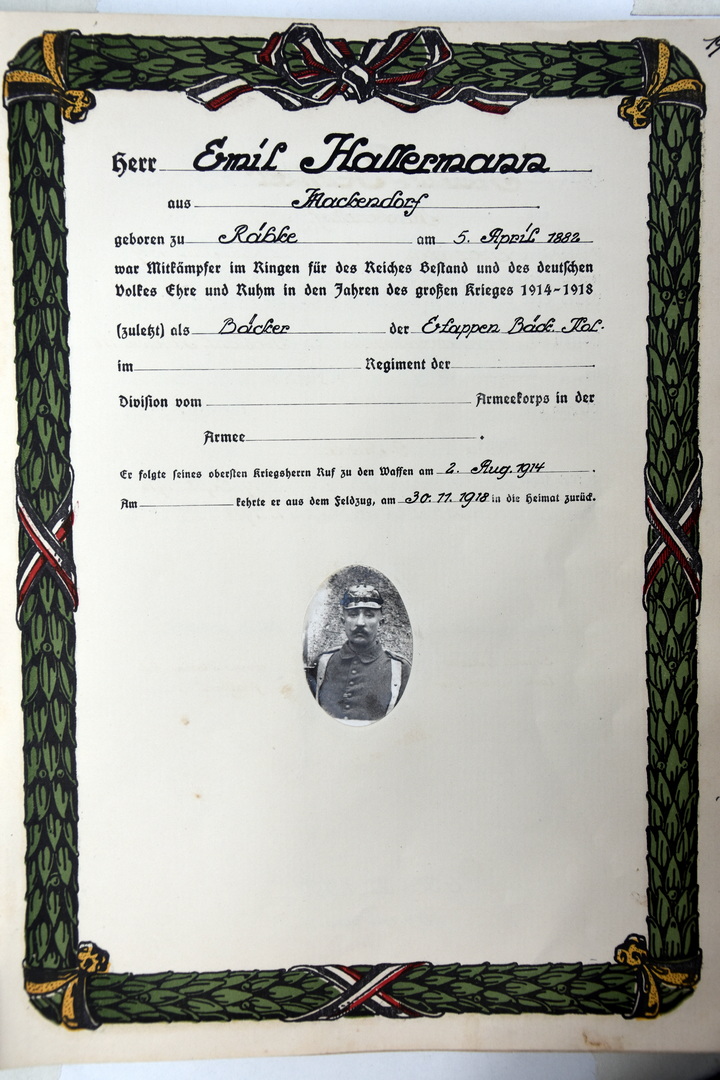 Herr Emil Hallermann
aus Mackendorf.
geboren zu Räbke am 5. April 1882
war Mitkämpfer im Ringen für des Reiches Bestand und des deutschen
Volkes Ehre und Ruhm in den Jahren des großen Krieges 1914-1918
(zuletzt) als Bäcker der Etappen Bäck. Kol.
im Regiment der
Division vom Armeekorps in der
Armee.
Er folgte seines obersten Kriegsherrn Ruf zu den Waffen am 2. Aug. 1914.
Am kehrte er aus dem Feldzug, am 30. 11. 1918 in die Heimat zurück.